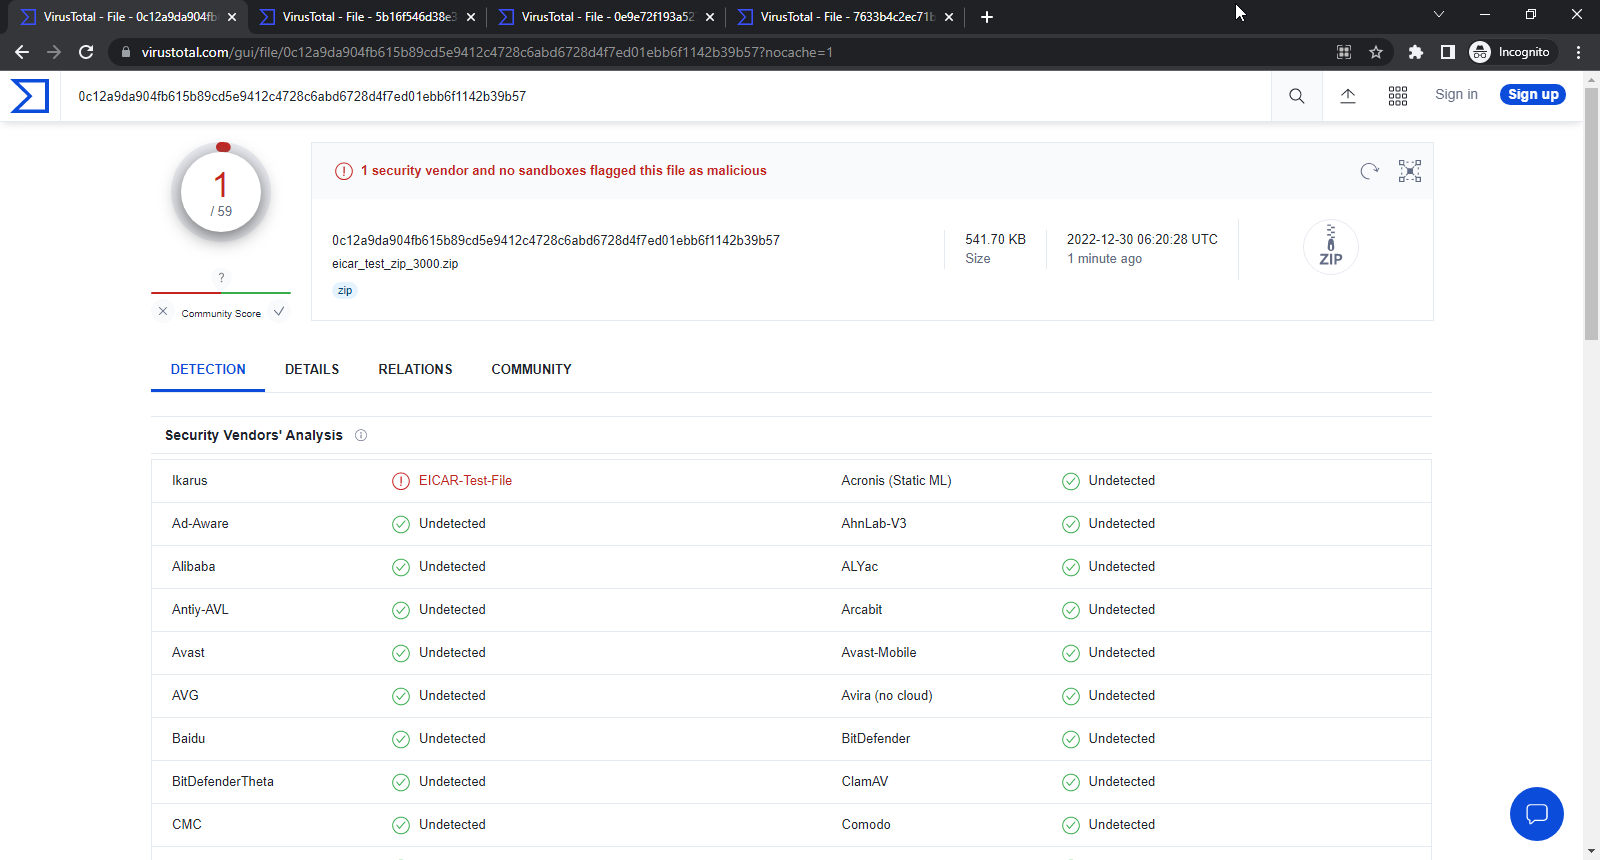 VirusTotal - File - 0c12a9da904fb
VirusTotal - File - 5b16f546d38e3
VirusTotal - File - 0e9e72f193a52
VirusTotal - File - 7633b4c2ec71b
virustotal.com/gui/file/0c12a9da904fb615b89cd5e9412c4728c6abd6728d4f7ed01ebb6f1142b39b57?nocache=1
Incognito
0c12a9da904fb615b89cd5e9412c4728c6abd6728d4f7ed01ebb6f1142b39b57
Sign in
Sign up
1
/ 59
?
Community Score
1 security vendor and no sandboxes flagged this file as malicious
0c12a9da904fb615b89cd5e9412c4728c6abd6728d4f7ed01ebb6f1142b39b57
eicar_test_zip_3000.zip
zip
541.70 KB
Size
2022-12-30 06:20:28 UTC
1 minute ago
ZIP
DETECTION
DETAILS
RELATIONS
COMMUNITY
Security Vendors' Analysis
Ikarus EICAR-Test-File Acronis (Static ML) Undetected
Ad-Aware Undetected AhnLab-V3 Undetected
Alibaba Undetected ALYac Undetected
Antiy-AVL Undetected Arcabit Undetected
Avast Undetected Avast-Mobile Undetected
AVG Undetected Avira (no cloud) Undetected
Baidu Undetected BitDefender Undetected
BitDefenderTheta Undetected ClamAV Undetected
CMC Undetected Comodo Undetected